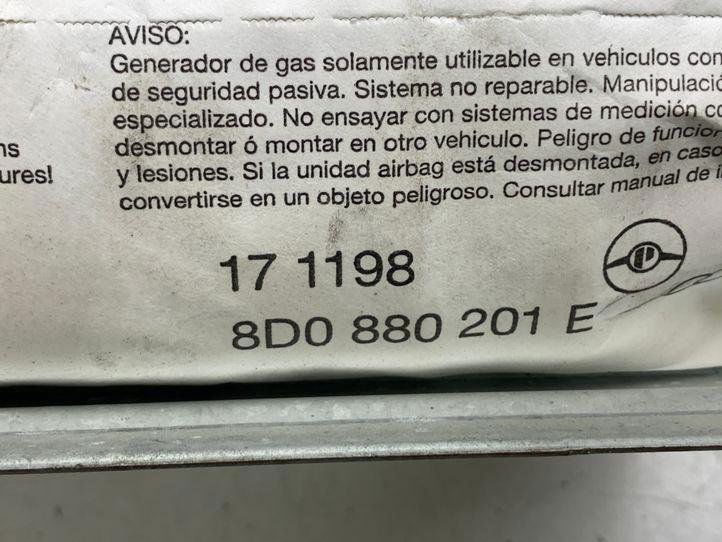 AVISO:
Generador de gas solamente utilizable en vehiculos con
de seguridad pasiva. Sistema no reparable. Manipulació
especializado. No ensayar con sistemas de medición co
ns desmontar ó montar en otro vehiculo. Peligro de funcion
ures! y lesiones. Si la unidad airbag está desmontada, en caso
convertirse en un objeto peligroso. Consultar manual de i
17 1198
P
8D0 880 201 E